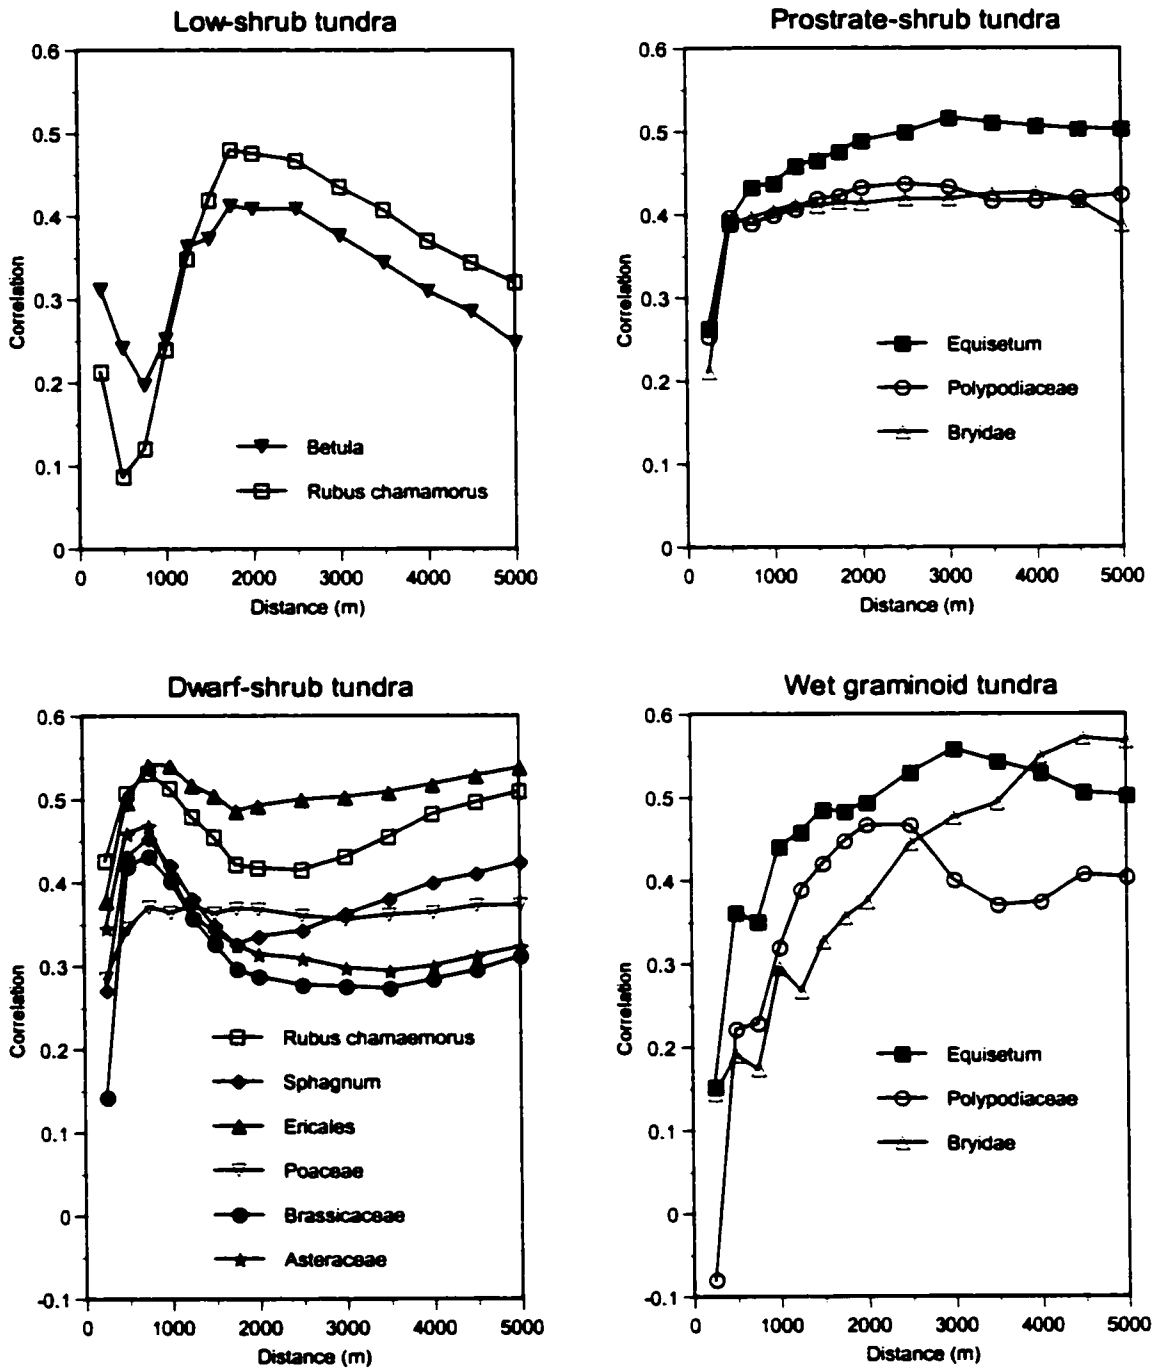 Low-shrub tundra
0.6
0.5
0.4
0.3
0.2
0.1
0
Correlation
Betula
Rubus chamamorus
0 1000 2000 3000 4000 5000
Distance (m)
Prostrate-shrub tundra
0.6
0.5
0.4
0.3
0.2
0.1
0
Correlation
Equisetum
Polypodiaceae
Bryidae
0 1000 2000 3000 4000 5000
Distance (m)
Dwarf-shrub tundra
0.6
0.5
0.4
0.3
0.2
0.1
0
-0.1
Correlation
Rubus chamaemorus
Sphagnum
Ericales
Poaceae
Brassicaceae
Asteraceae
0 1000 2000 3000 4000 5000
Distance (m)
Wet graminoid tundra
0.6
0.5
0.4
0.3
0.2
0.1
0
-0.1
Correlation
Equisetum
Polypodiaceae
Bryidae
0 1000 2000 3000 4000 5000
Distance (m)